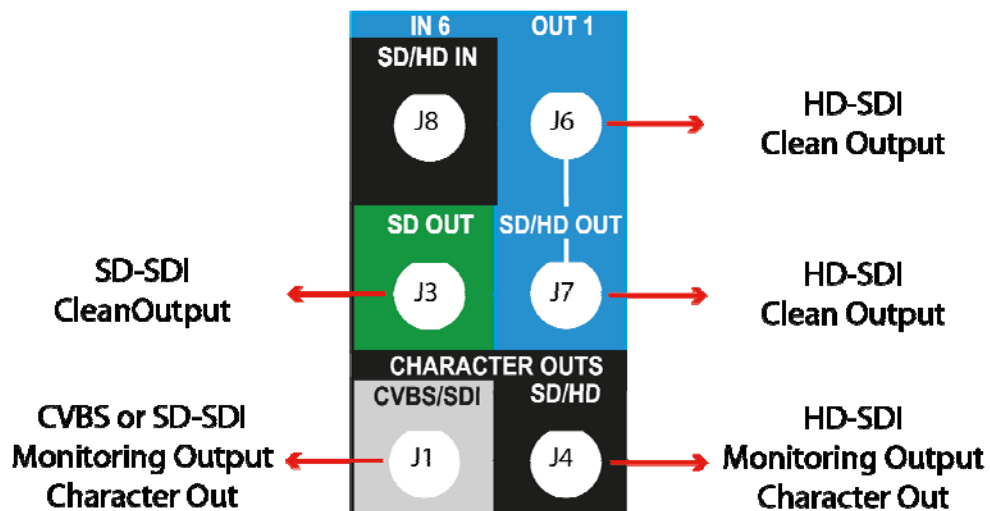 IN 6 OUT 1
SD/HD IN
J8 J6
HD-SDI
Clean Output
SD OUT SD/HD OUT
SD-SDI
CleanOutput
J3 J7
HD-SDI
Clean Output
CHARACTER OUTS
CVBS/SDI SD/HD
CVBS or SD-SDI
Monitoring Output
Character Out
J1 J4
HD-SDI
Monitoring Output
Character Out